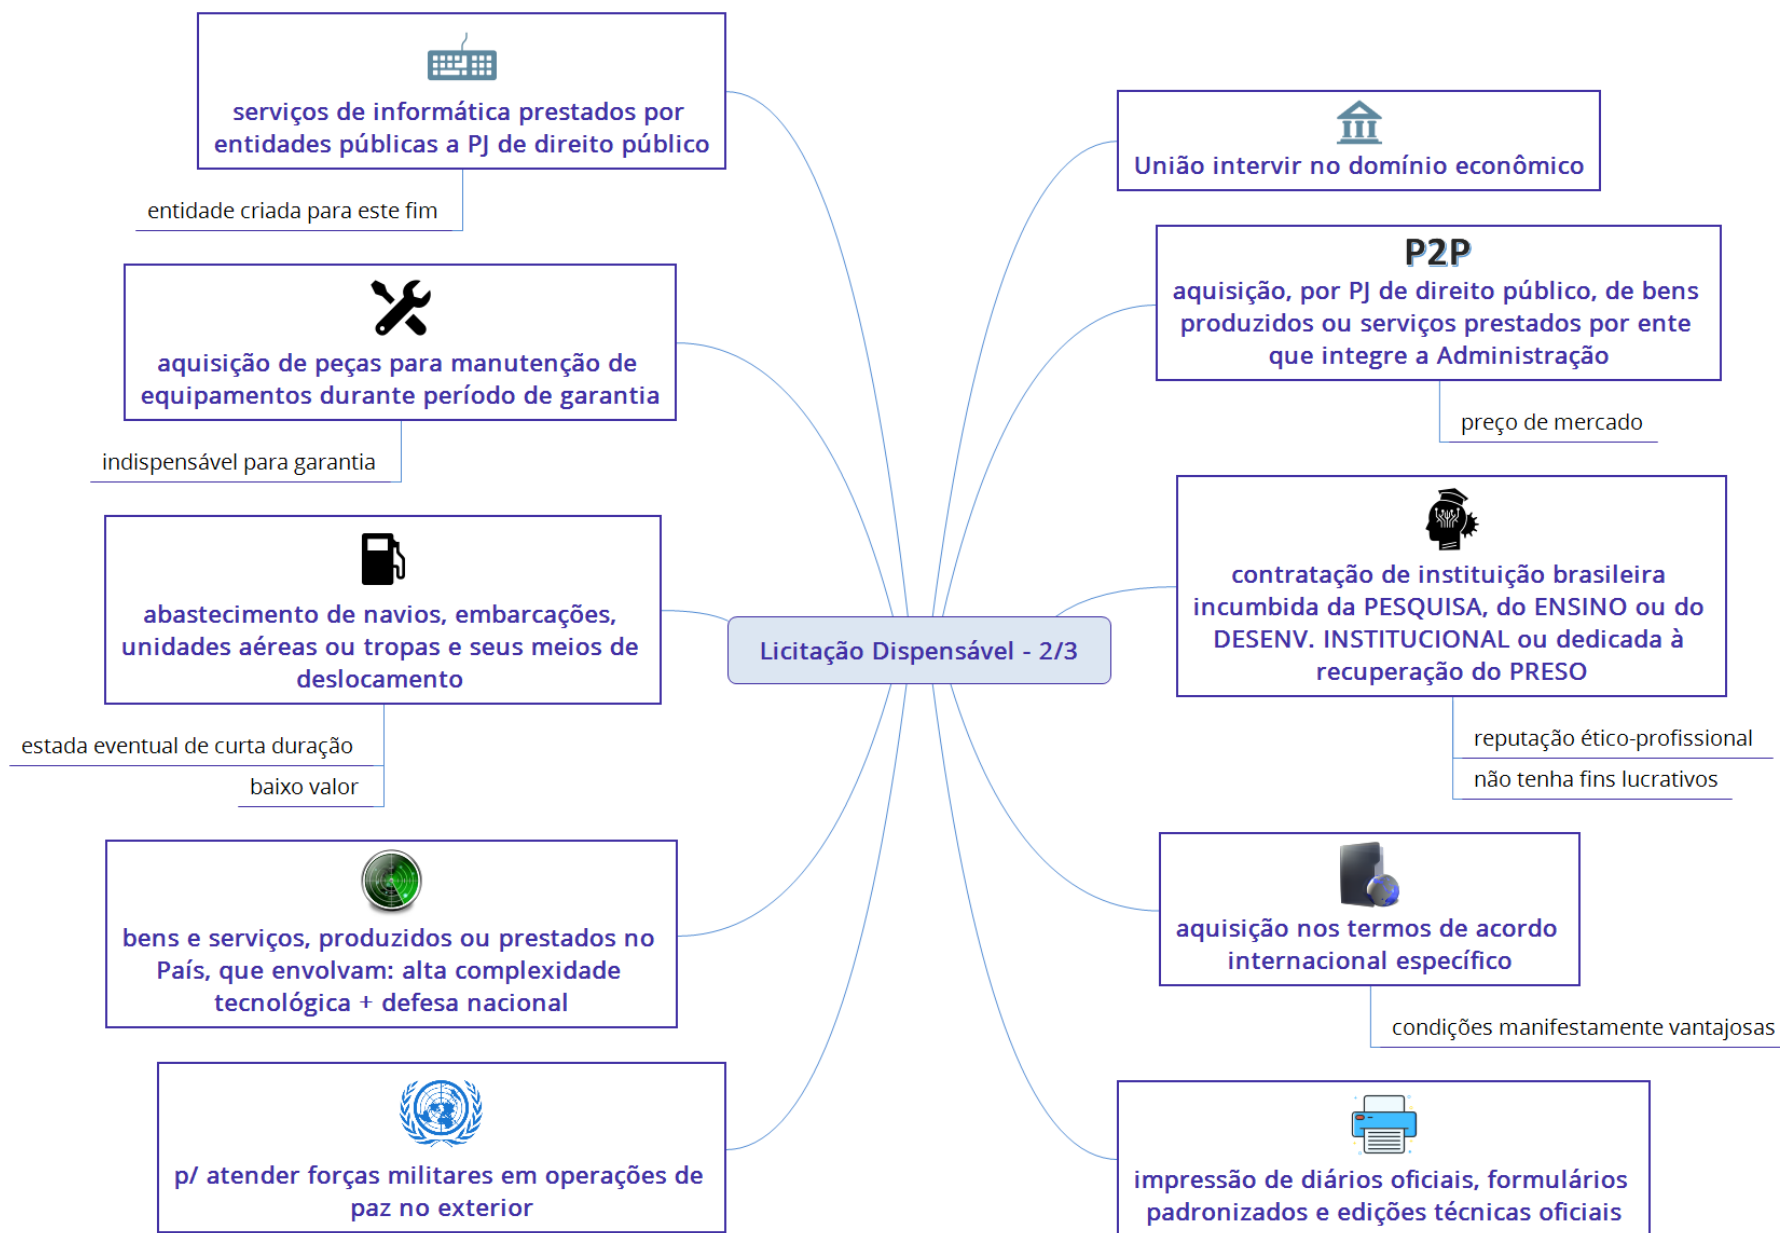 Licitação Dispensável - 2/3
União intervir no domínio econômico
P2P
aquisição, por PJ de direito público, de bens
produzidos ou serviços prestados por ente
que integre a Administração
preço de mercado
contratação de instituição brasileira
incumbida da PESQUISA, do ENSINO ou do
DESENV. INSTITUCIONAL ou dedicada à
recuperação do PRESO
reputação ético-profissional
não tenha fins lucrativos
aquisição nos termos de acordo
internacional específico
condições manifestamente vantajosas
impressão de diários oficiais, formulários
padronizados e edições técnicas oficiais
serviços de informática prestados por
entidades públicas a PJ de direito público
entidade criada para este fim
aquisição de peças para manutenção de
equipamentos durante período de garantia
indispensável para garantia
abastecimento de navios, embarcações,
unidades aéreas ou tropas e seus meios de
deslocamento
estada eventual de curta duração
baixo valor
bens e serviços, produzidos ou prestados no
País, que envolvam: alta complexidade
tecnológica + defesa nacional
p/ atender forças militares em operações de
paz no exterior